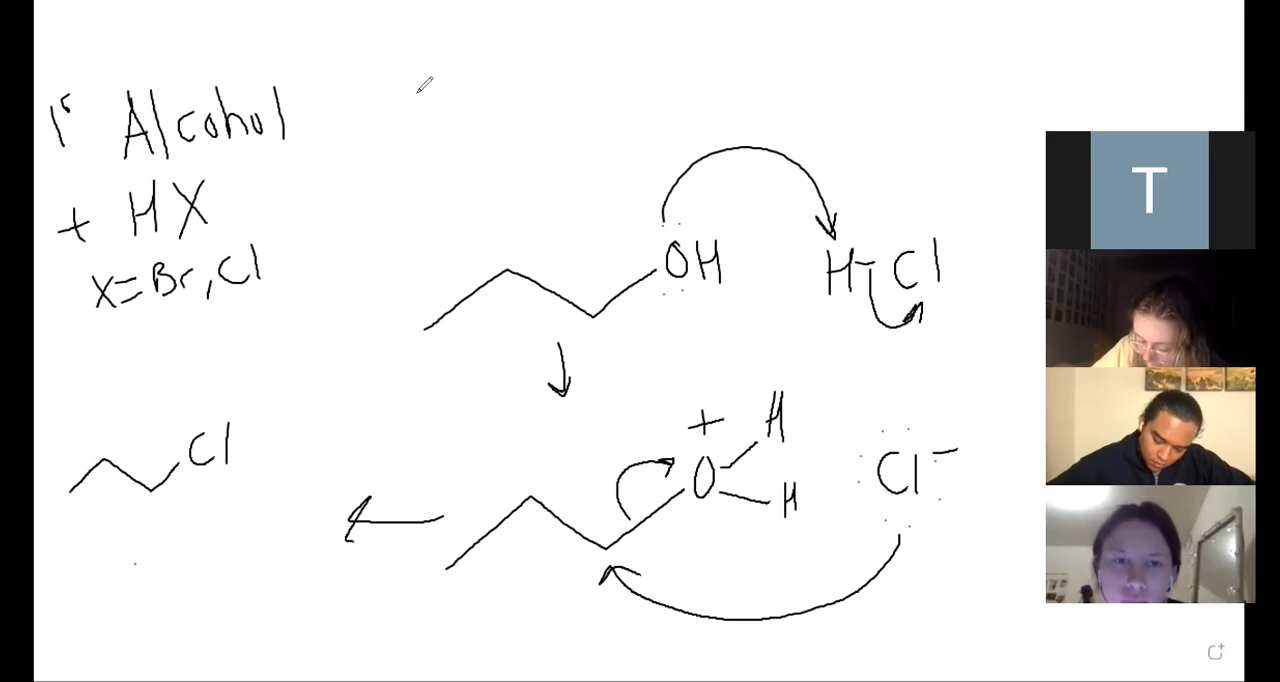 1° Alcohol
+ HX
X=Br, Cl
OH
H-Cl
+
H
O
H
Cl-
Cl
T